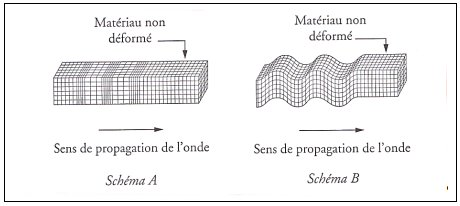 Matériau non
déformé
Sens de propagation de l'onde
Schéma A
Matériau non
déformé
Sens de propagation de l'onde
Schéma B